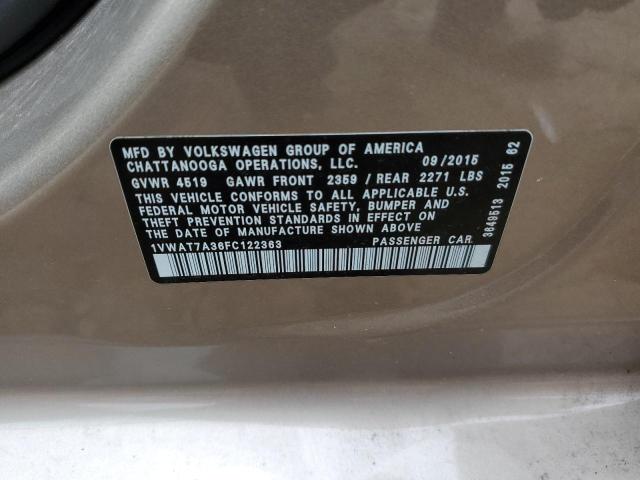 MFD BY VOLKSWAGEN GROUP OF AMERICA
CHATTANOOGA OPERATIONS, LLC. 09/2015
GVWR 4519 GAWR FRONT 2359 / REAR 2271 LBS
THIS VEHICLE CONFORMS TO ALL APPLICABLE U.S.
FEDERAL MOTOR VEHICLE SAFETY, BUMPER AND
THEFT PREVENTION STANDARDS IN EFFECT ON
THE DATE OF MANUFACTURE SHOWN ABOVE
1VWAT7A36FC122363 PASSENGER CAR
3649513 2015 62